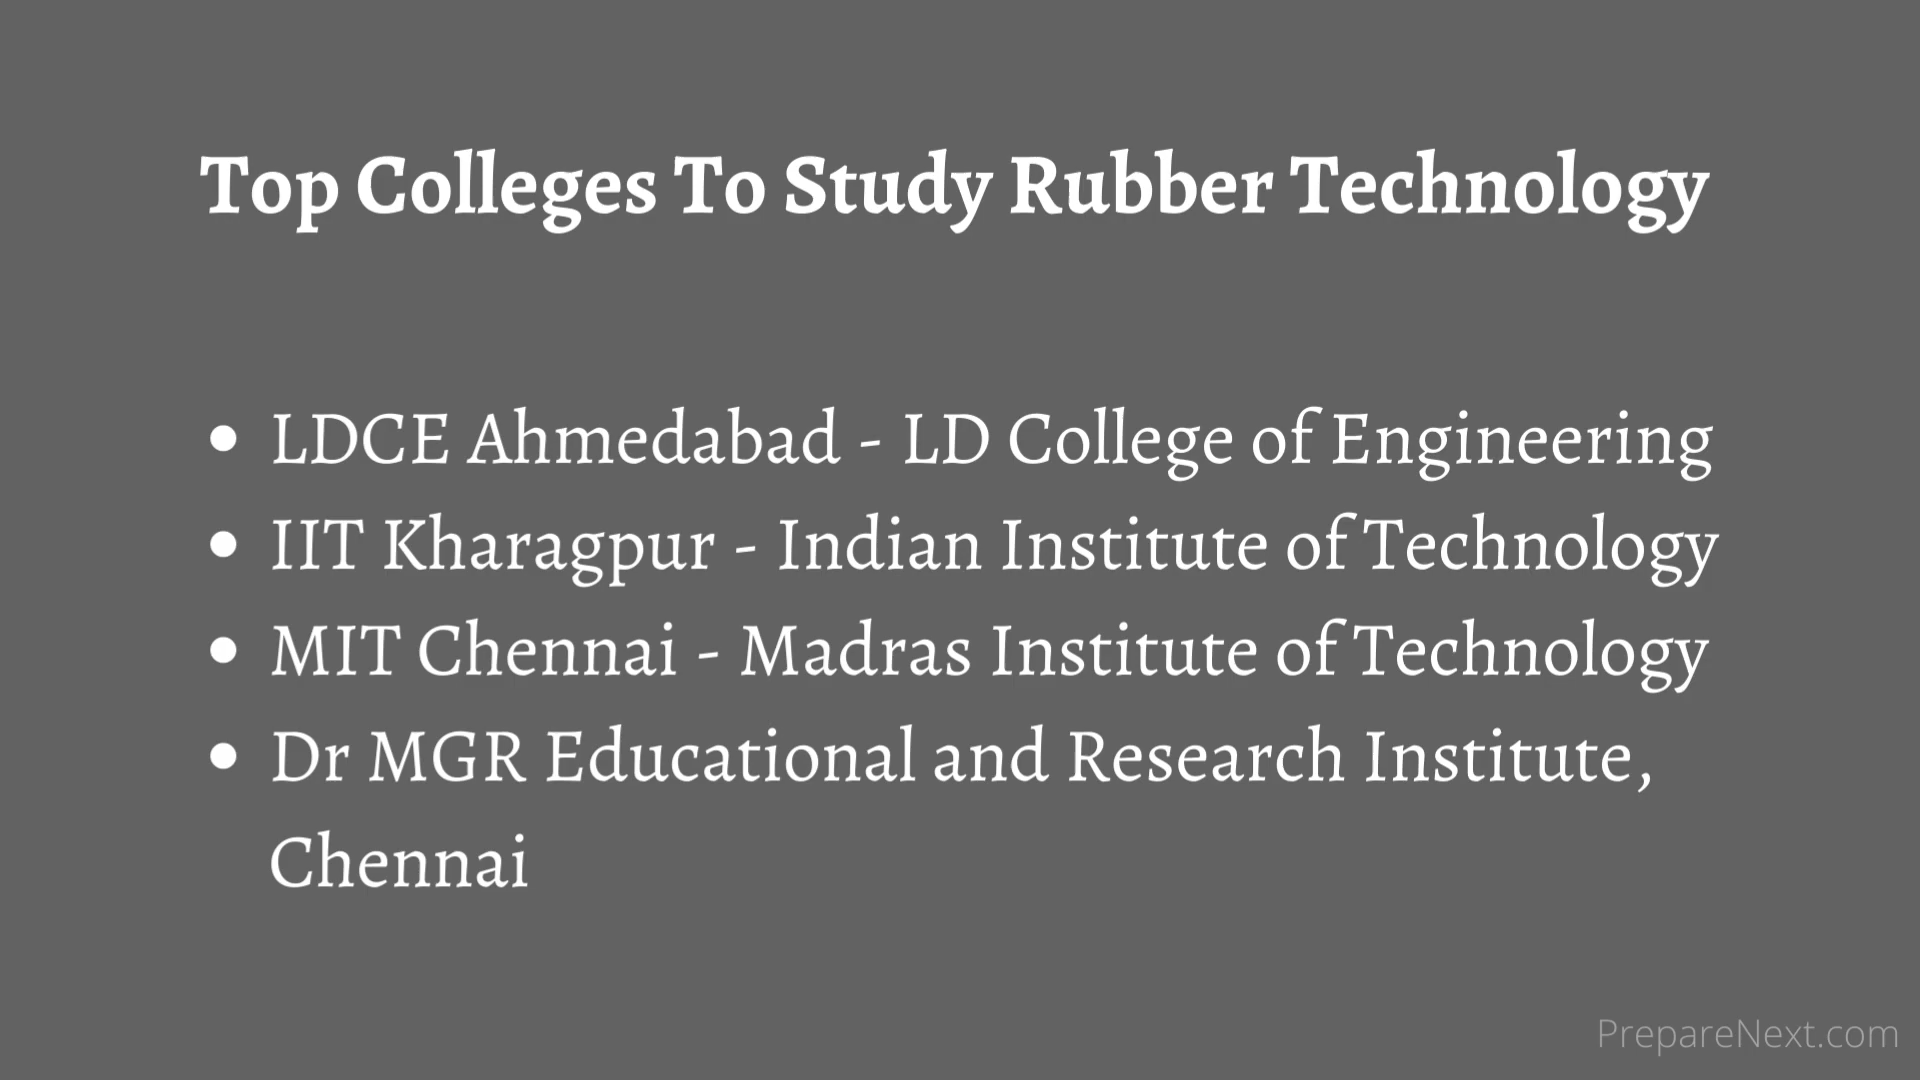 Top Colleges To Study Rubber Technology
• LDCE Ahmedabad - LD College of Engineering
• IIT Kharagpur - Indian Institute of Technology
• MIT Chennai - Madras Institute of Technology
• Dr MGR Educational and Research Institute,
Chennai
PrepareNext.com